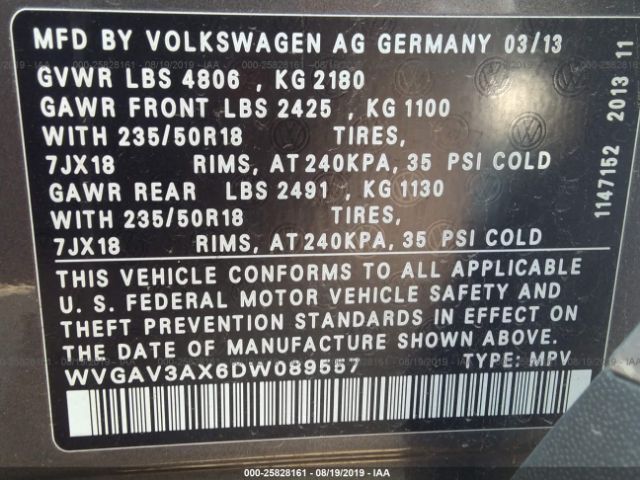 MFD BY VOLKSWAGEN AG GERMANY 03/13
GVWR LBS 4806 , KG 2180
GAWR FRONT LBS 2425 , KG 1100
WITH 235/50R18 TIRES,
7JX18 RIMS, AT 240KPA, 35 PSI COLD
GAWR REAR LBS 2491 , KG 1130
WITH 235/50R18 TIRES,
7JX18 RIMS, AT 240KPA, 35 PSI COLD
THIS VEHICLE CONFORMS TO ALL APPLICABLE
U. S. FEDERAL MOTOR VEHICLE SAFETY AND
THEFT PREVENTION STANDARDS IN EFFECT ON
THE DATE OF MANUFACTURE SHOWN ABOVE.
WVGAV3AX6DW089557 TYPE: MPV
1147152 2013 11
000-25828161 - 08/19/2019 - IAA